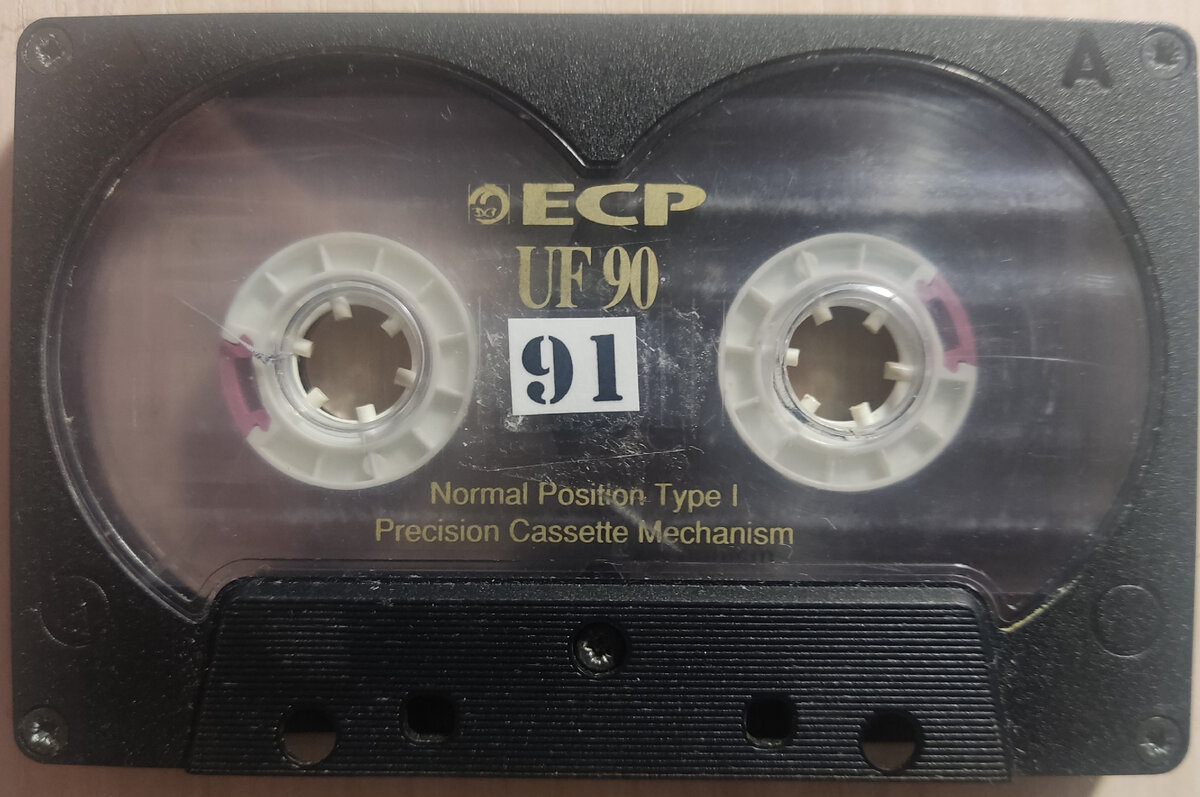 A
ECP
UF 90
91
Normal Position Type I
Precision Cassette Mechanism